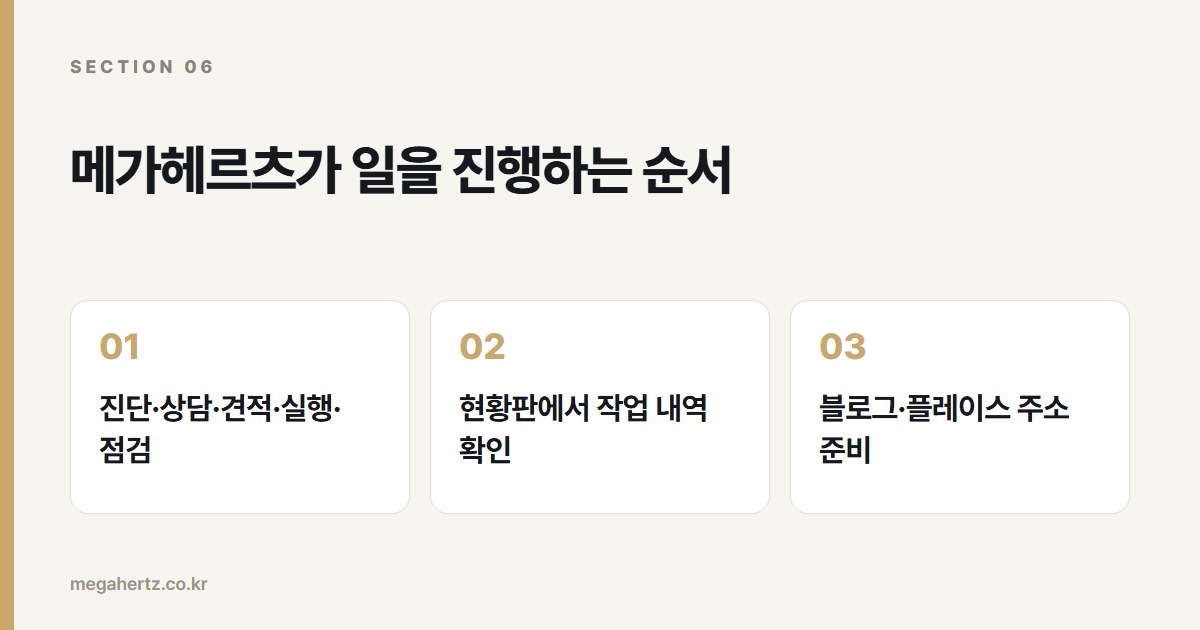 SECTION 06
메가헤르츠가 일을 진행하는 순서
01
진단·상담·견적·실행·
점검
02
현황판에서 작업 내역
확인
03
블로그·플레이스 주소
준비
megahertz.co.kr